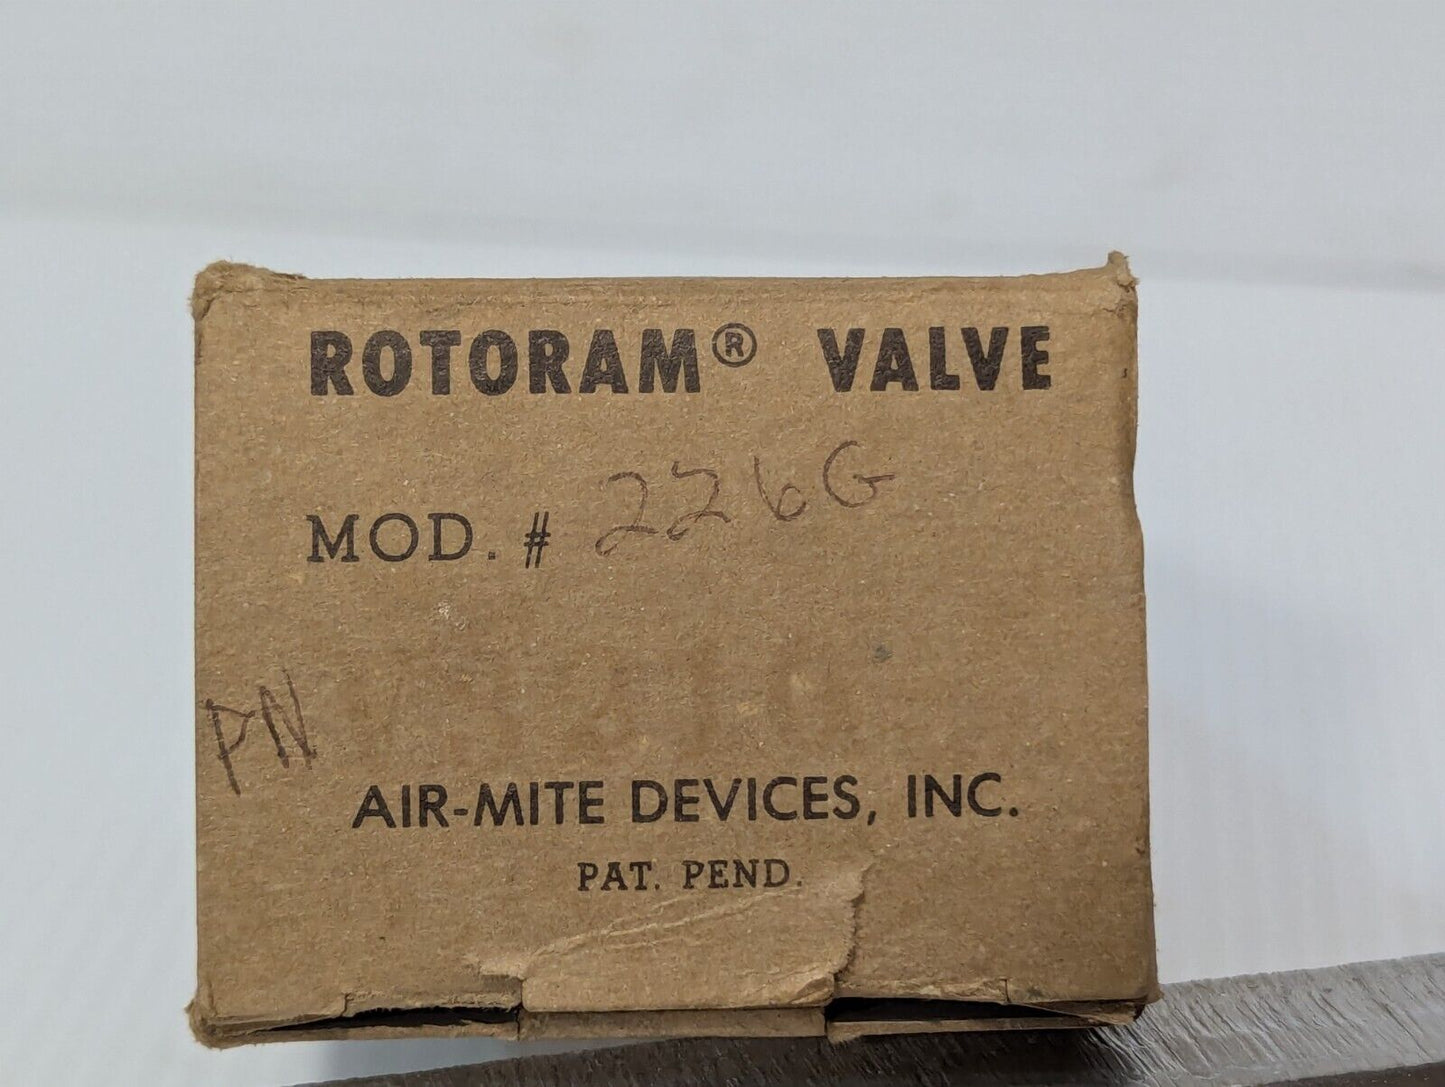 ROTORAM® VALVE
MOD. # 226G
PN
AIR-MITE DEVICES, INC.
PAT. PEND.